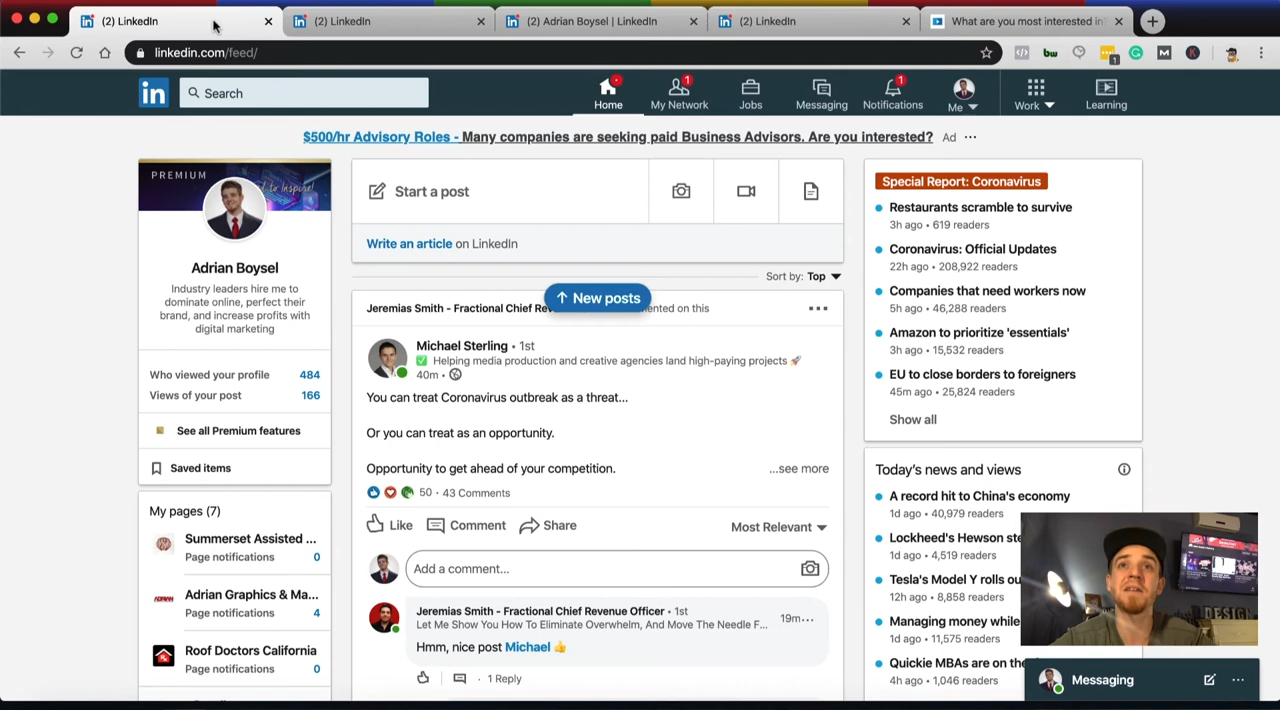 (2) LinkedIn
(2) LinkedIn
(2) Adrian Boysel | LinkedIn
(2) LinkedIn
What are you most interested in
linkedin.com/feed/
bw
1
M
K
in
Search
Home
1
My Network
Jobs
Messaging
1
Notifications
Me
Work
Learning
$500/hr Advisory Roles - Many companies are seeking paid Business Advisors. Are you interested? Ad ...
PREMIUM
to Inspire!
Adrian Boysel
Industry leaders hire me to
dominate online, perfect their
brand, and increase profits with
digital marketing
Who viewed your profile 484
Views of your post 166
See all Premium features
Saved items
My pages (7)
Summerset Assisted ...
Page notifications 0
Adrian Graphics & Ma...
Page notifications 4
Roof Doctors California
Page notifications 0
Start a post
Write an article on LinkedIn
Sort by: Top
↑ New posts
Jeremias Smith - Fractional Chief Rev
ented on this
Michael Sterling • 1st
✅ Helping media production and creative agencies land high-paying projects 🚀
40m •
You can treat Coronavirus outbreak as a threat...
Or you can treat as an opportunity.
Opportunity to get ahead of your competition.
...see more
50 · 43 Comments
Like Comment Share
Most Relevant
Add a comment...
Jeremias Smith - Fractional Chief Revenue Officer • 1st
19m ...
Let Me Show You How To Eliminate Overwhelm, And Move The Needle F...
Hmm, nice post Michael 👍
· 1 Reply
Special Report: Coronavirus
Restaurants scramble to survive
3h ago • 619 readers
Coronavirus: Official Updates
22h ago • 208,922 readers
Companies that need workers now
5h ago • 46,288 readers
Amazon to prioritize 'essentials'
3h ago • 15,532 readers
EU to close borders to foreigners
45m ago • 25,824 readers
Show all
Today's news and views
A record hit to China's economy
1d ago • 40,979 readers
Lockheed's Hewson ste
1d ago • 4,519 readers
Tesla's Model Y rolls ou
12h ago • 8,858 readers
Managing money while
1d ago • 11,575 readers
Quickie MBAs are on the
4h ago • 1,046 readers
DESIGN
Messaging